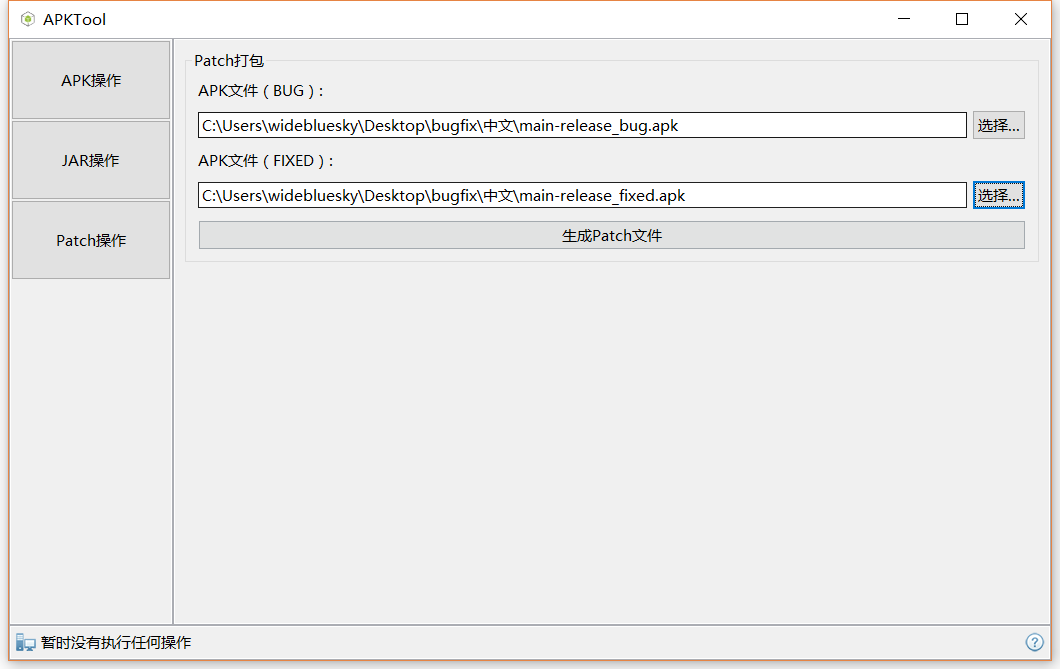 APKTool
APK操作
JAR操作
Patch操作
Patch打包
APK文件（BUG）:
C:\Users\widebluesky\Desktop\bugfix\中文\main-release_bug.apk
选择...
APK文件（FIXED）:
C:\Users\widebluesky\Desktop\bugfix\中文\main-release_fixed.apk
选择...
生成Patch文件
暂时没有执行任何操作
?